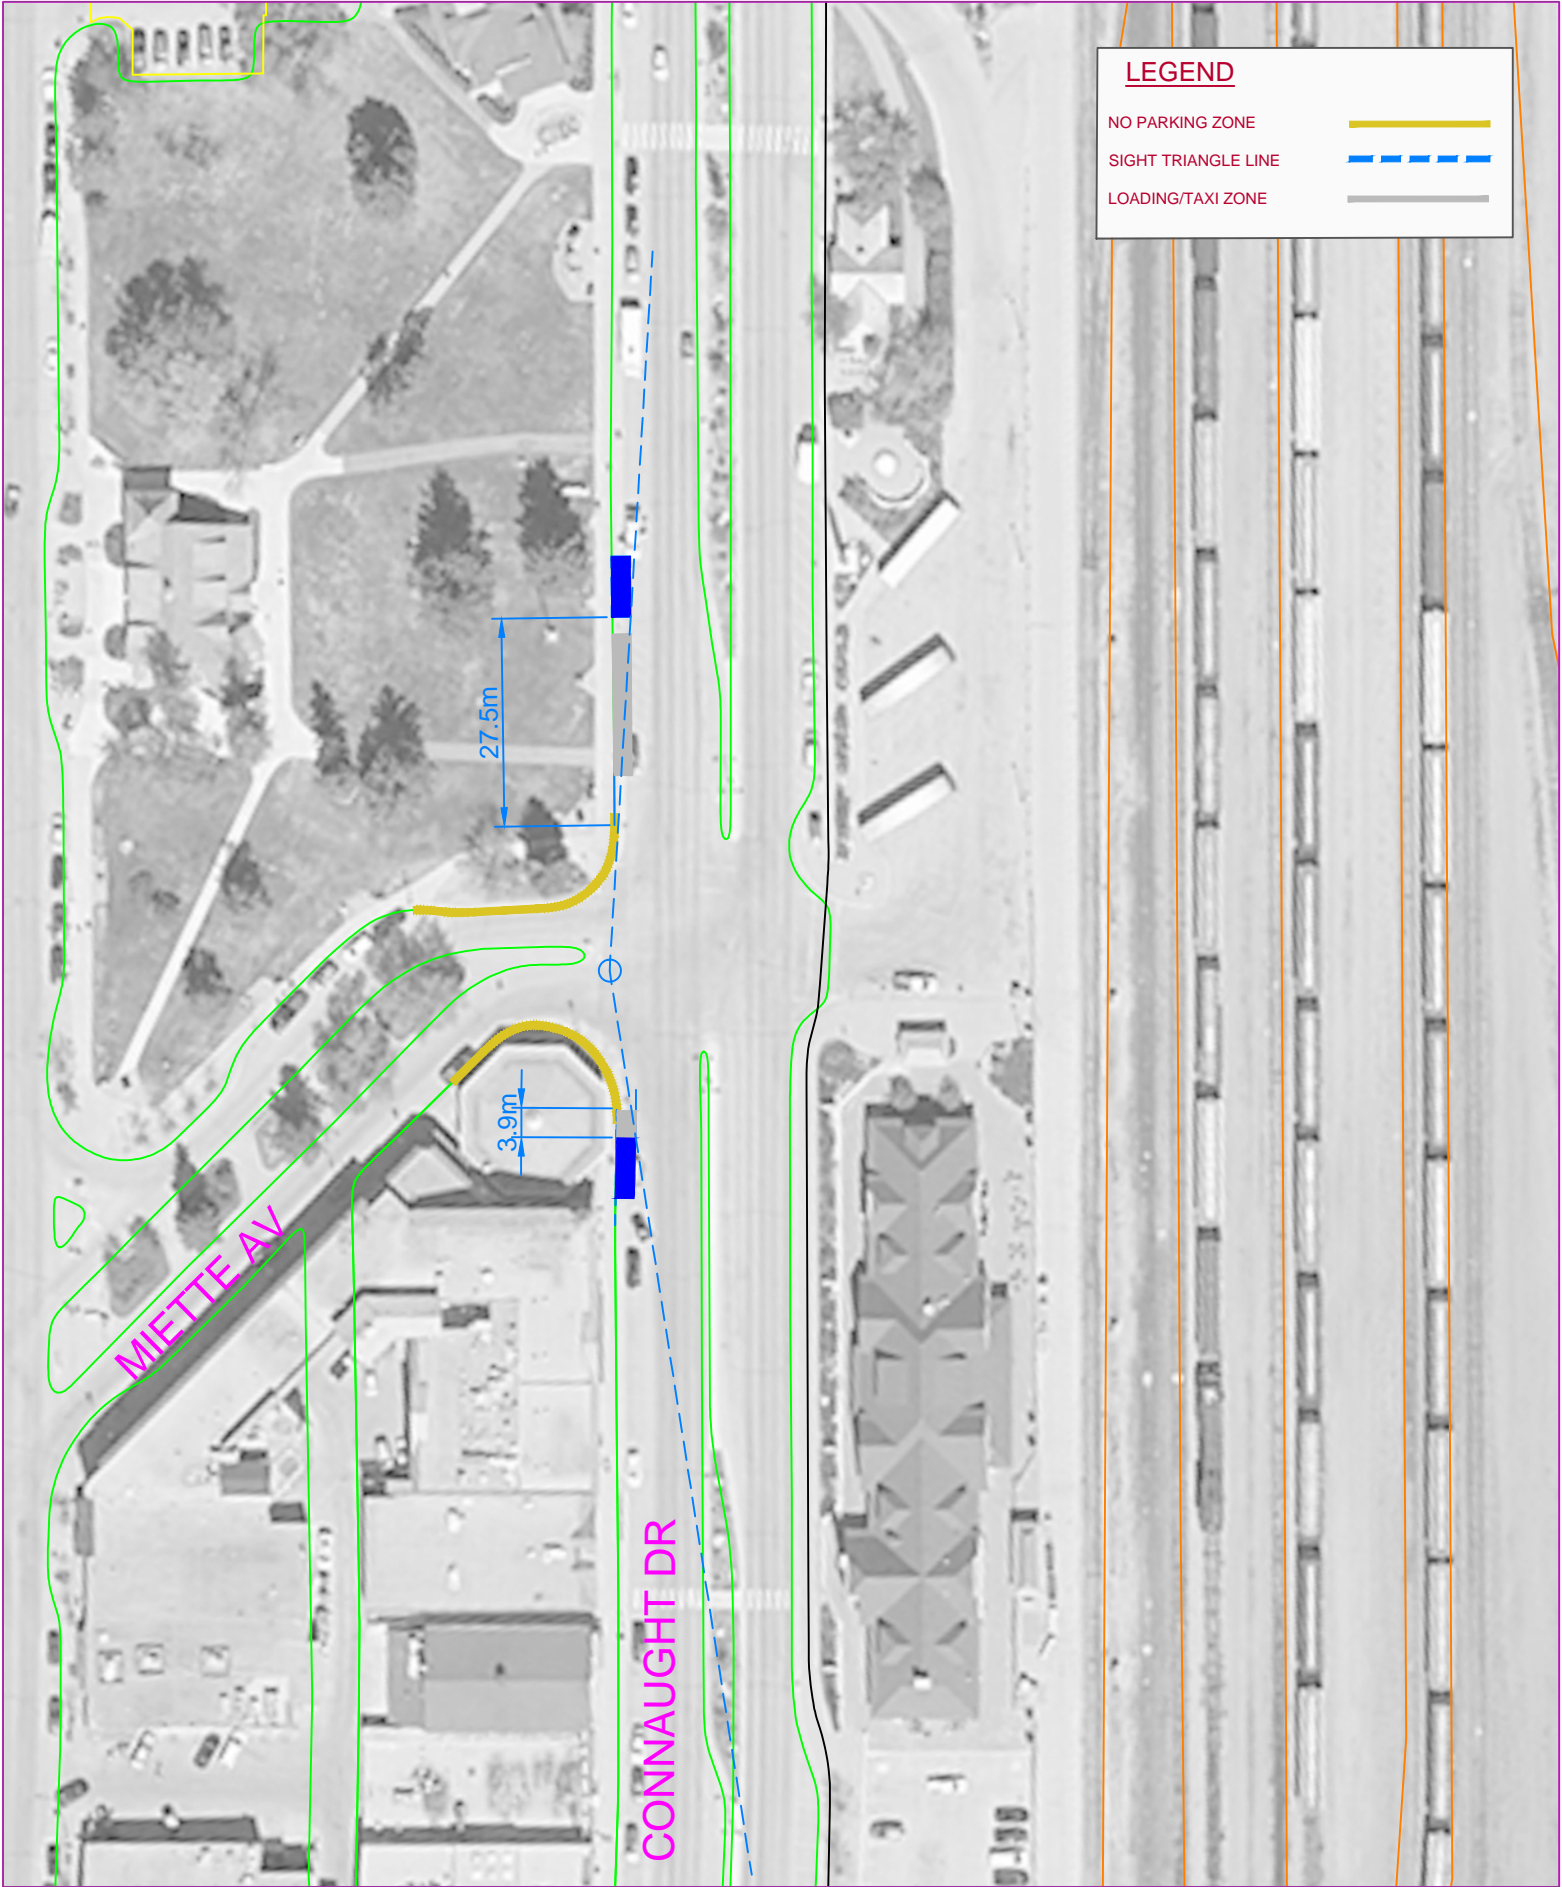 LEGEND
NO PARKING ZONE
SIGHT TRIANGLE LINE
LOADING/TAXI ZONE
27.5m
3.9m
MIETTE AV
CONNAUGHT DR